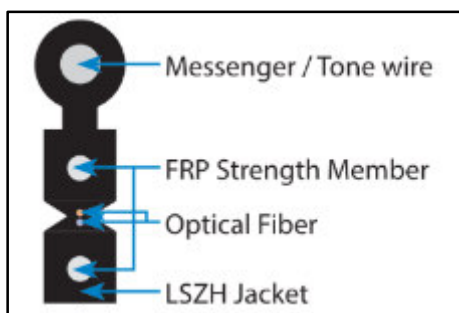 Messenger / Tone wire
FRP Strength Member
Optical Fiber
LSZH Jacket